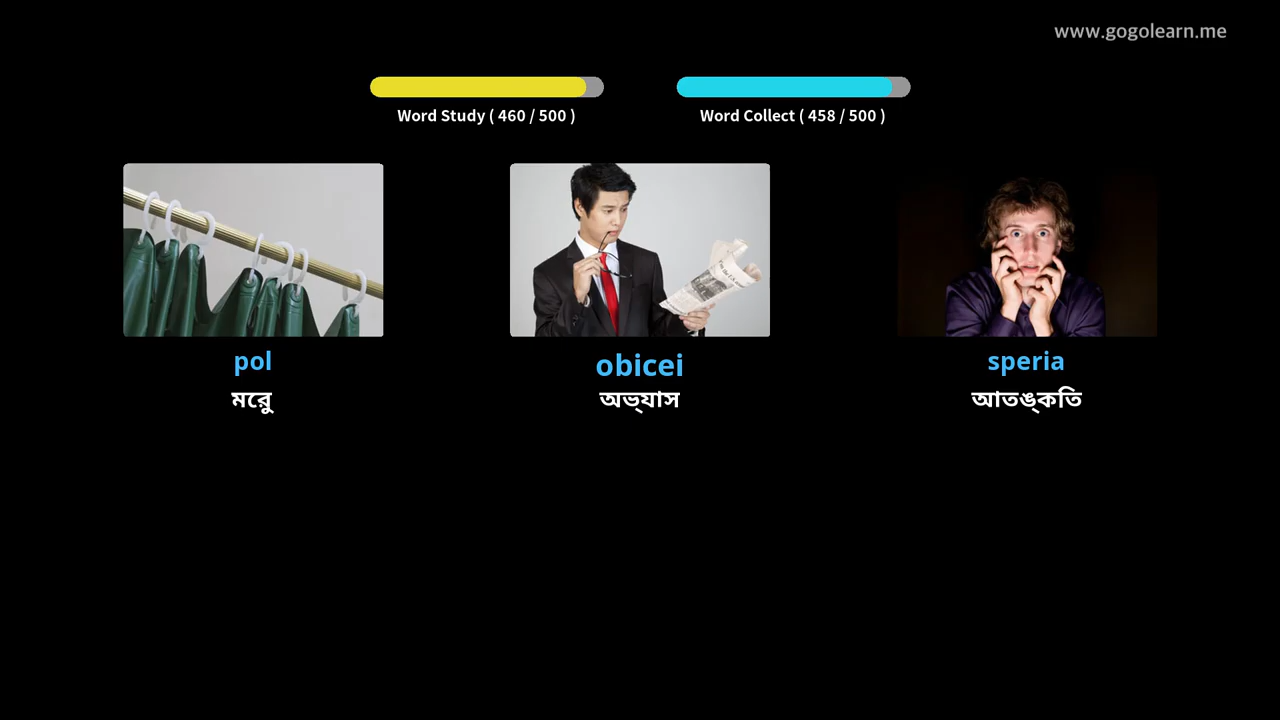 www.gogolearn.me
Word Study ( 460 / 500 )
Word Collect ( 458 / 500 )
pol
obicei
speria
মরেু
অভ্যাস
আতঙ্কতি